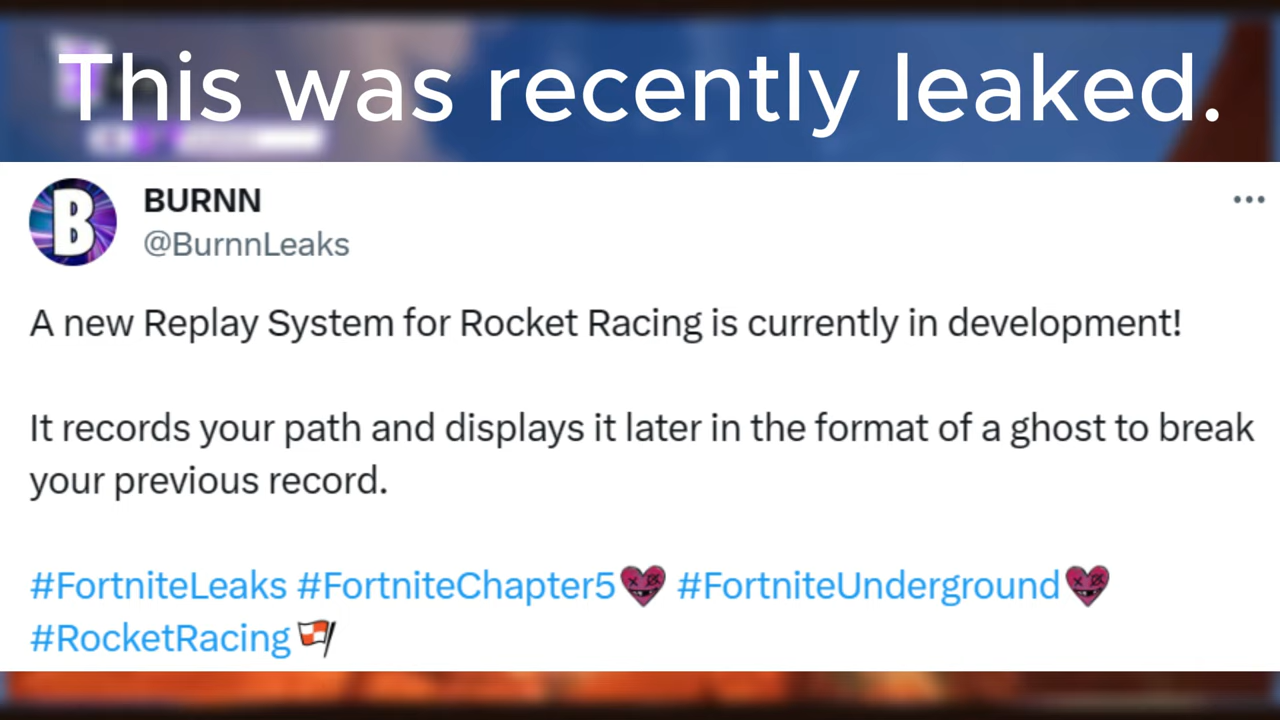 This was recently leaked.
B
BURNN
@BurnnLeaks
A new Replay System for Rocket Racing is currently in development!
It records your path and displays it later in the format of a ghost to break
your previous record.
#FortniteLeaks #FortniteChapter5 #FortniteUnderground
#RocketRacing